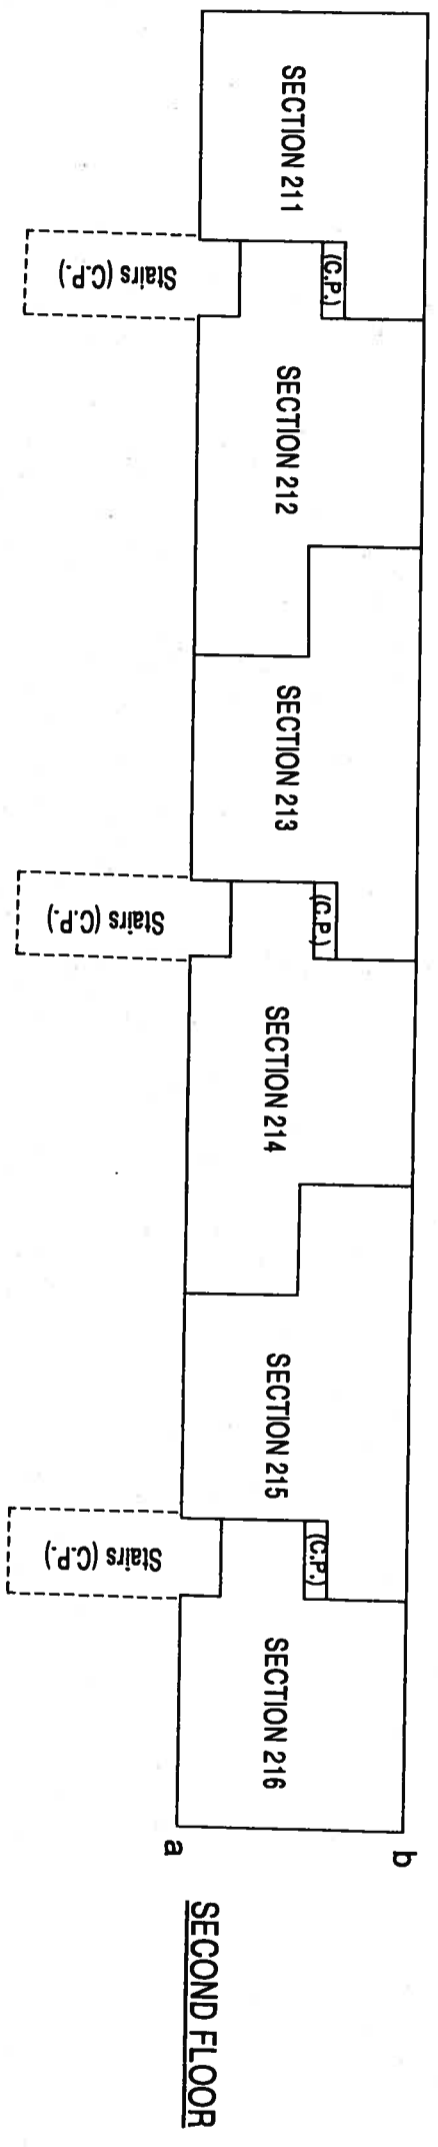 SECTION 211
(C.P.)
Stairs (C.P.)
SECTION 212
SECTION 213
(C.P.)
Stairs (C.P.)
SECTION 214
SECTION 215
(C.P.)
Stairs (C.P.)
SECTION 216
a
b
SECOND FLOOR